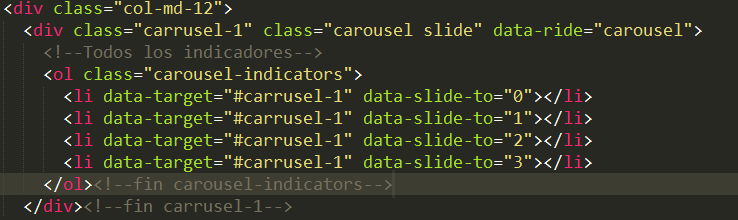 <div class="col-md-12">
<div class="carrusel-1" class="carousel slide" data-ride="carousel">
<!--Todos los indicadores-->
<ol class="carousel-indicators">
<li data-target="#carrusel-1" data-slide-to="0"></li>
<li data-target="#carrusel-1" data-slide-to="1"></li>
<li data-target="#carrusel-1" data-slide-to="2"></li>
<li data-target="#carrusel-1" data-slide-to="3"></li>
</ol><!--fin carousel-indicators-->
</div><!--fin carrusel-1-->